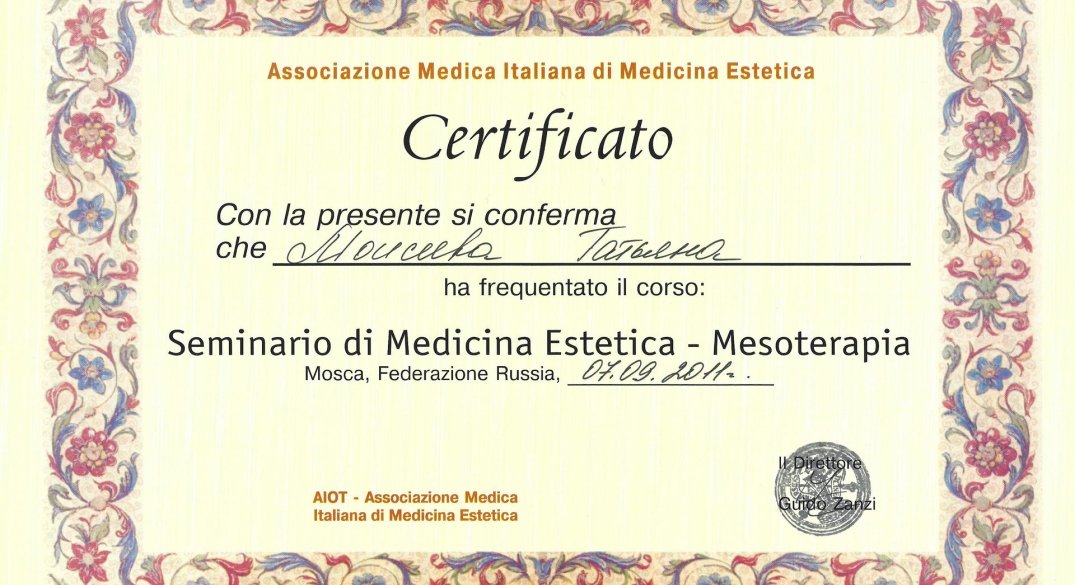 Associazione Medica Italiana di Medicina Estetica
Certificato
Con la presente si conferma
che Моисеева Татьяна
ha frequentato il corso:
Seminario di Medicina Estetica - Mesoterapia
Mosca, Federazione Russia, 07.09.2011г.
AIOT - Associazione Medica
Italiana di Medicina Estetica
Il Direttore
Guido Zanzi